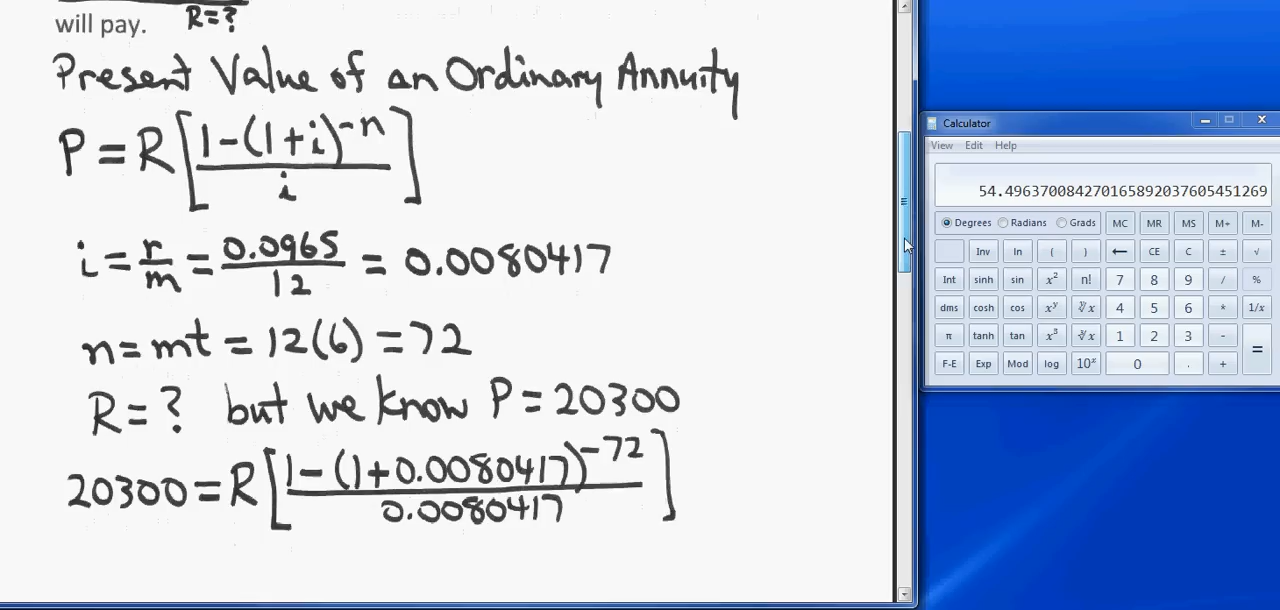 R=?
will pay.
Present Value of an Ordinary Annuity
P = R [ 1-(1+i)^-n / i ]
i = r/m = 0.0965/12 = 0.0080417
n = mt = 12(6) = 72
R = ? but we know P = 20300
20300 = R [ 1-(1+0.0080417)^-72 / 0.0080417 ]
Calculator
View Edit Help
54.496370084270165892037605451269
Degrees Radians Grads MC MR MS M+ M-
Inv ln ( ) ← CE C ± √
Int sinh sin x² n! 7 8 9 / %
dms cosh cos x^y ʸ√x 4 5 6 * 1/x
π tanh tan x³ ³√x 1 2 3 - =
F-E Exp Mod log 10ˣ 0 . +